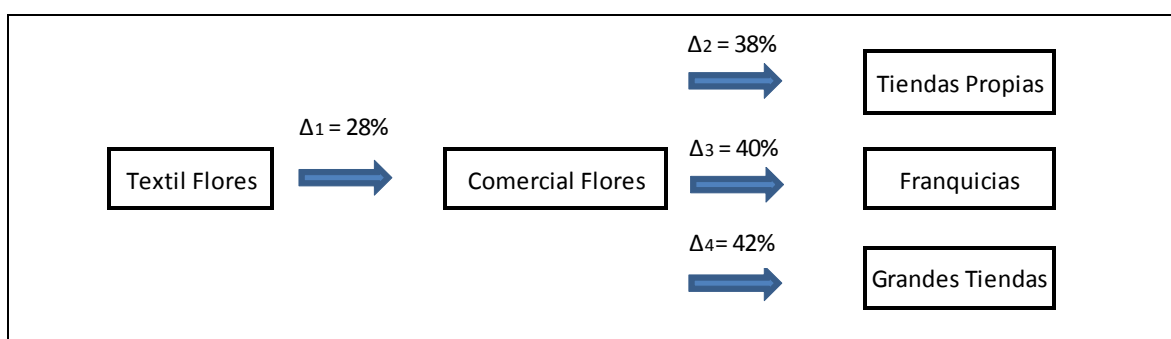 Δ2 = 38%
Tiendas Propias
Δ1 = 28%
Δ3 = 40%
Textil Flores
Comercial Flores
Franquicias
Δ4= 42%
Grandes Tiendas